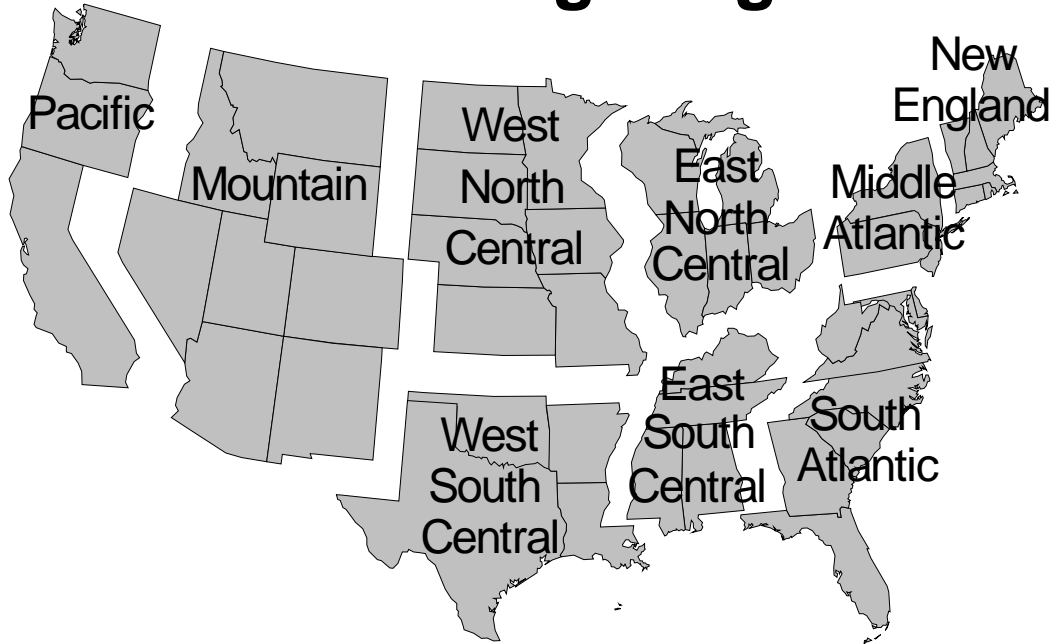 Pacific
Mountain
West
North
Central
East
North
Central
New
England
Middle
Atlantic
West
South
Central
East
South
Central
South
Atlantic